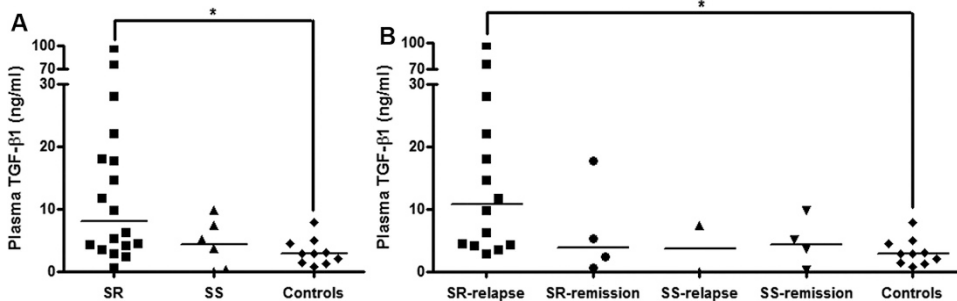 A
*
Plasma TGF-β1 (ng/ml)
100
70
30
20
10
0
SR SS Controls
B
*
Plasma TGF-β1 (ng/ml)
100
70
30
20
10
0
SR-relapse SR-remission SS-relapse SS-remission Controls